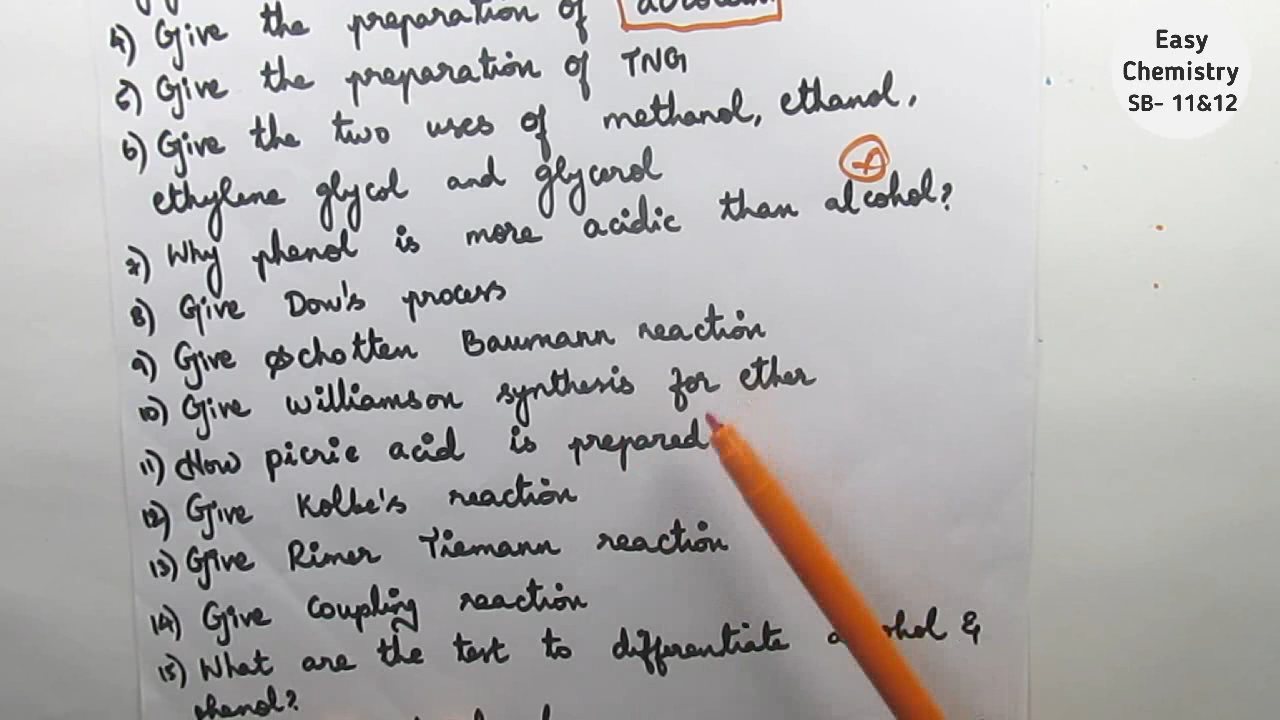 4) Give the preparation of
5) Give the preparation of TNG
6) Give the two uses of methanol, ethanol,
ethylene glycol and glycerol
7) Why phenol is more acidic than alcohol?
8) Give Dow's process
9) Give Schotten Baumann reaction
10) Give Williamson synthesis for ether
11) How picric acid is prepared
12) Give Kolbe's reaction
13) Give Rimer Tiemann reaction
14) Give coupling reaction
15) What are the test to differentiate alcohol &
phenol?
Easy
Chemistry
SB- 11&12